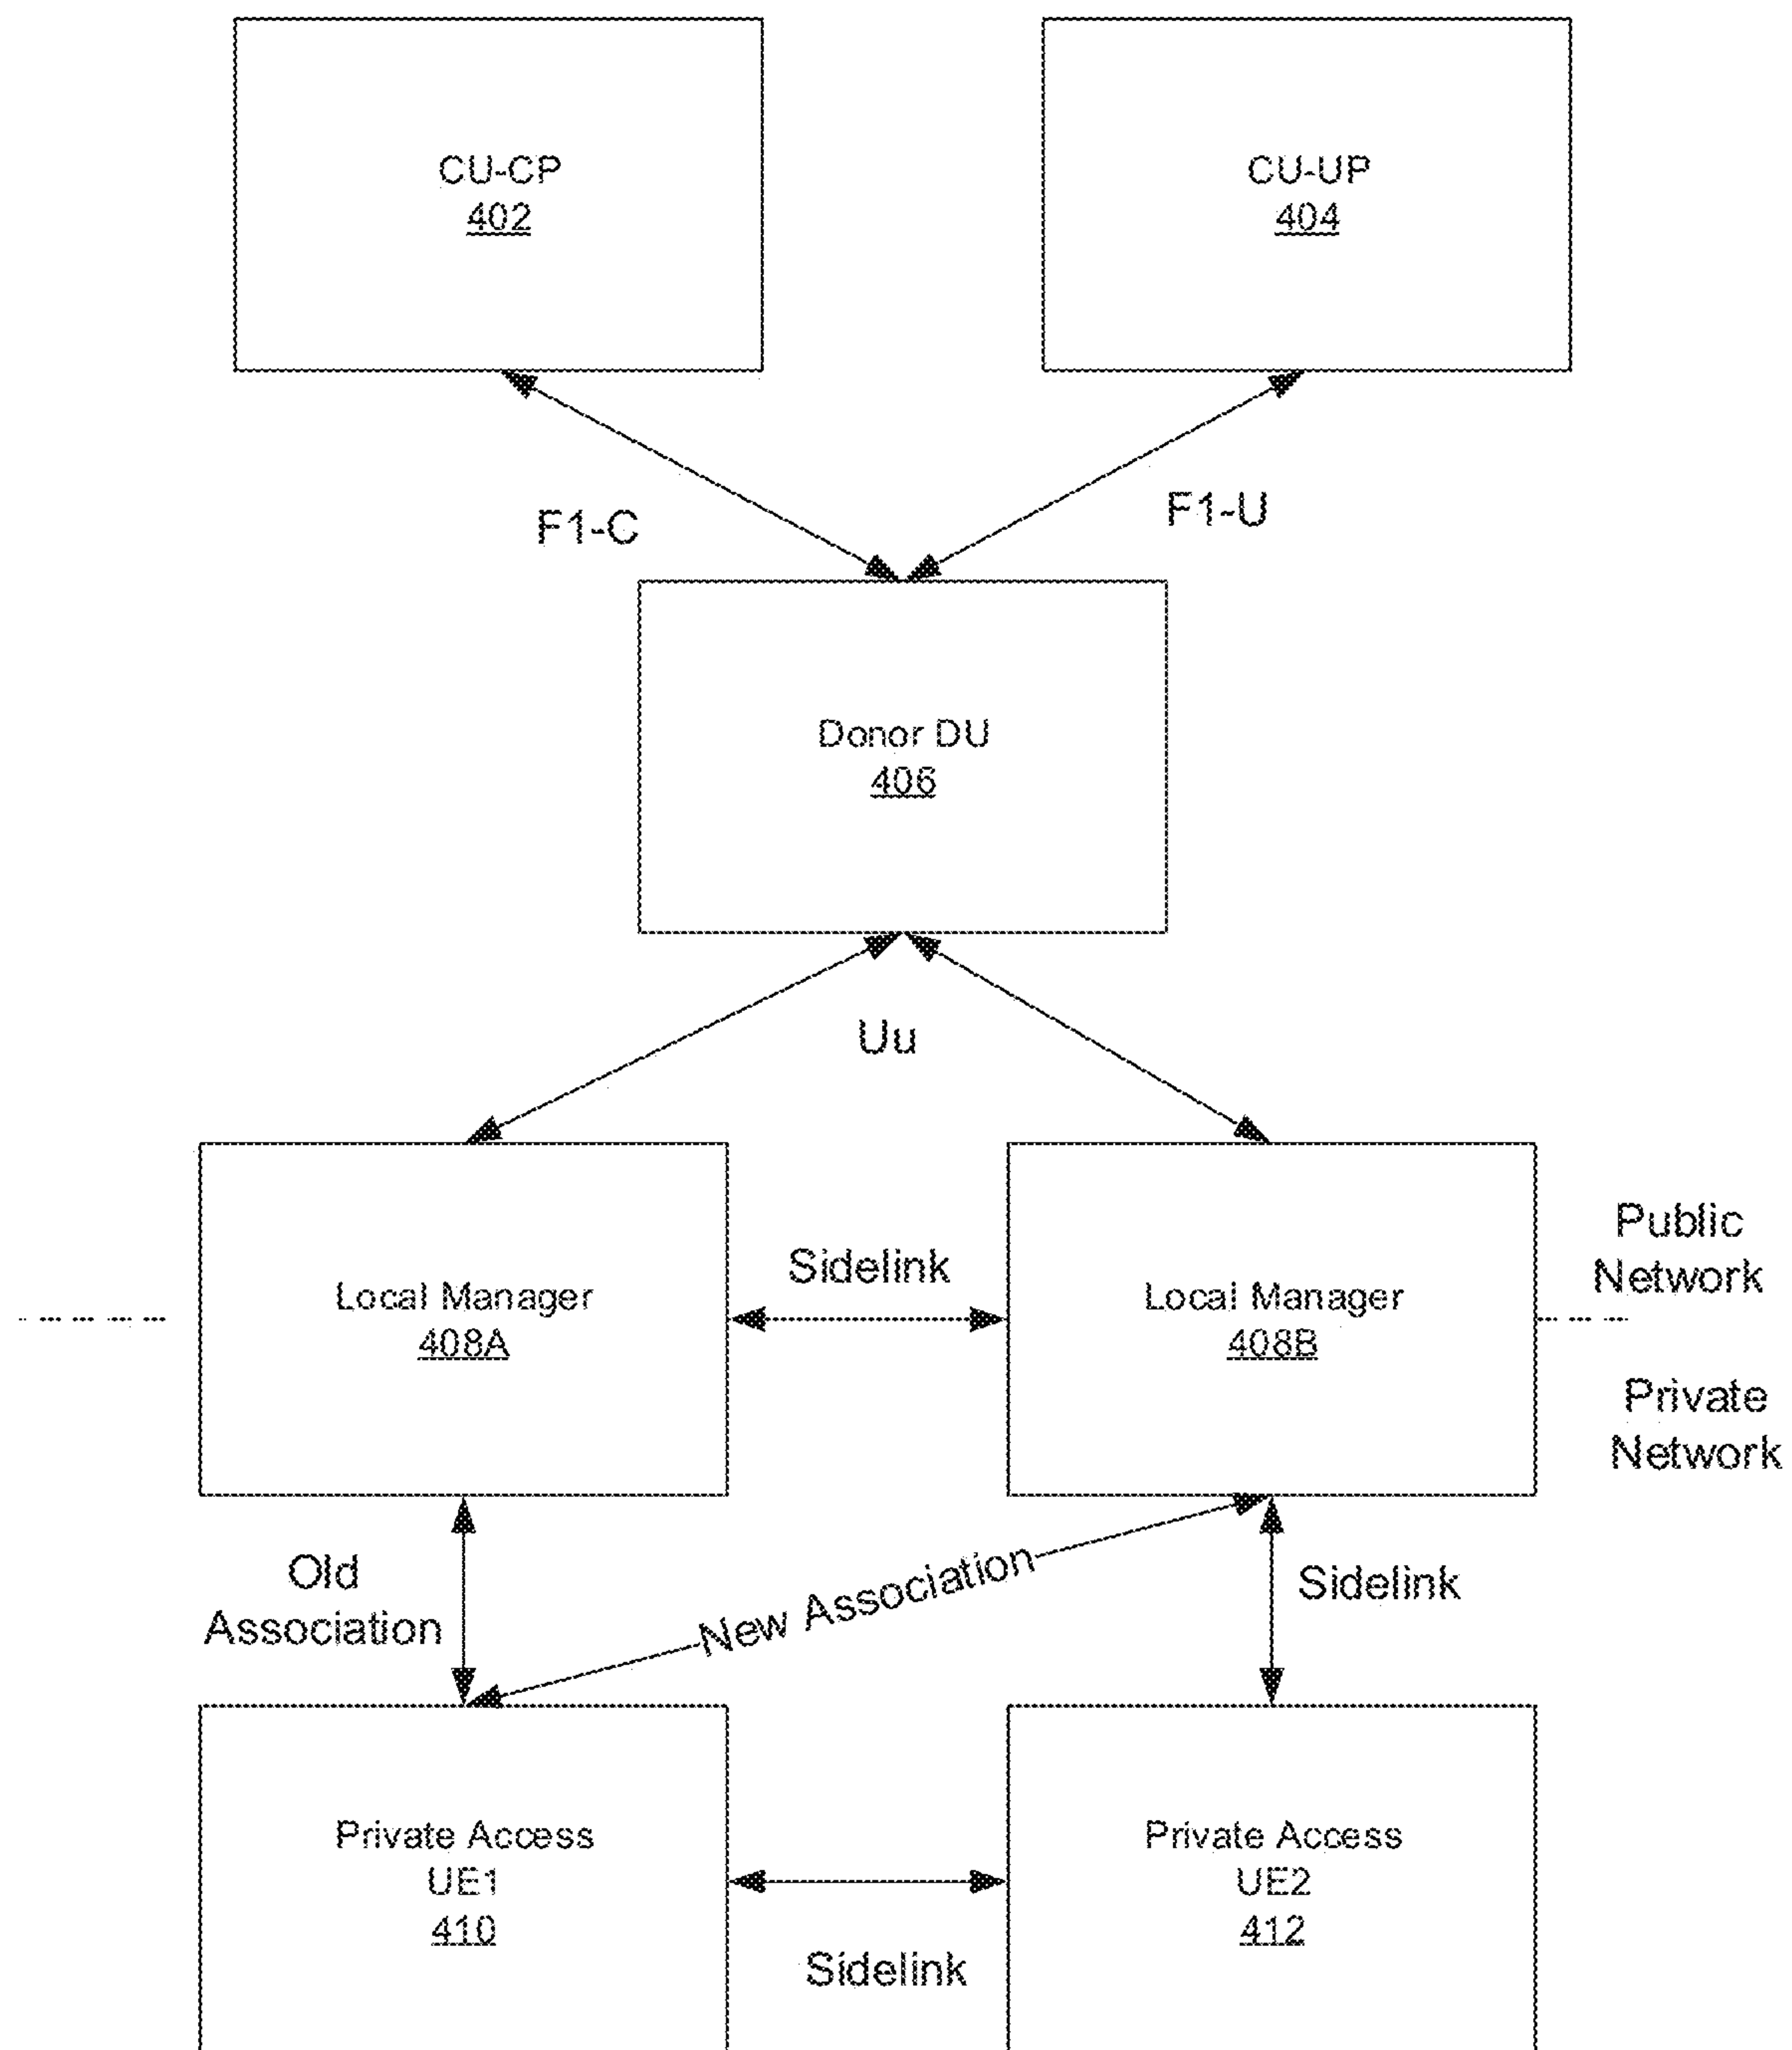 CU-CP
402
CU-UP
404
F1-C
F1-U
Donor DU
406
Uu
Local Manager
408A
Sidelink
Local Manager
408B
Public
Network
Private
Network
Old
Association
New Association
Sidelink
Private Access
UE1
410
Sidelink
Private Access
UE2
412